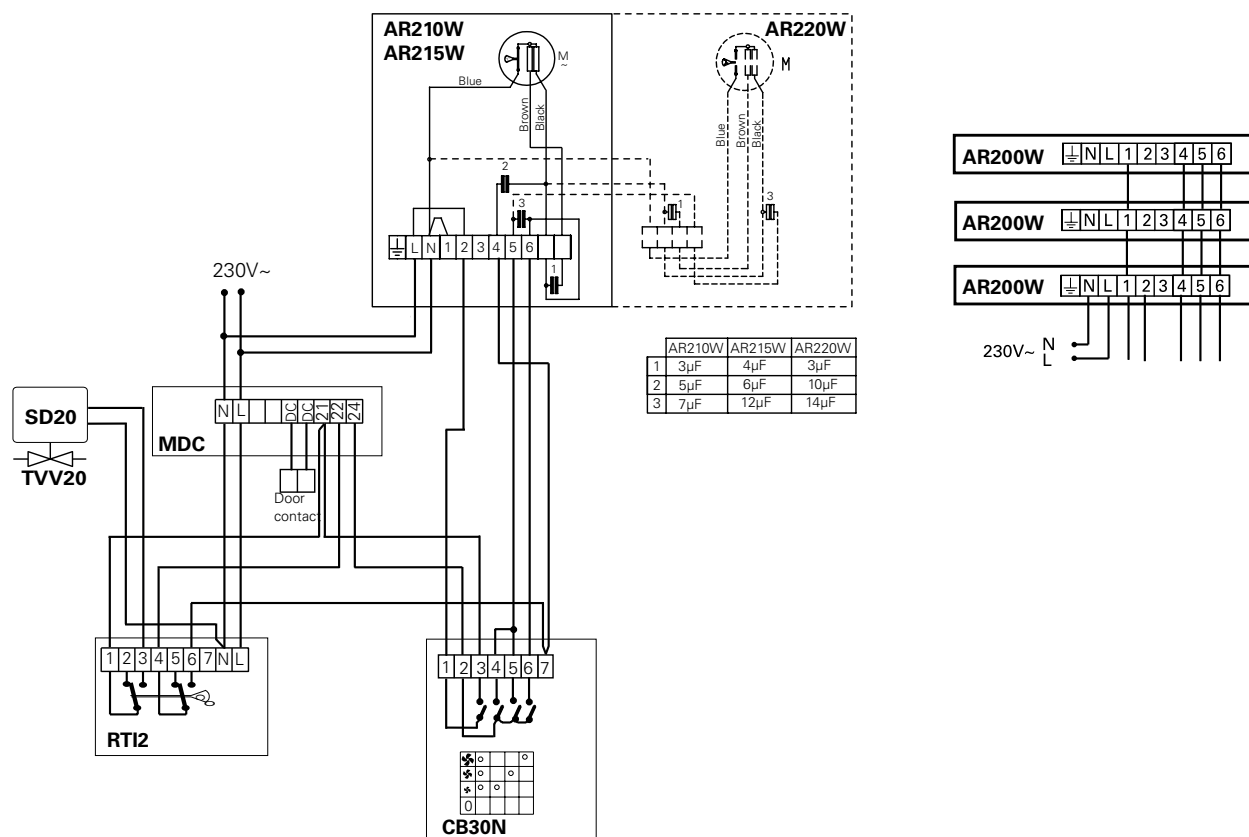 AR210W
AR215W
AR220W
M
~
M
Blue
Brown
Black
Blue
Brown
Black
2
3
1
3
L N 1 2 3 4 5 6
1
230V~
AR200W N L 1 2 3 4 5 6
AR200W N L 1 2 3 4 5 6
AR200W N L 1 2 3 4 5 6
230V~ N
L
AR210W AR215W AR220W
1 3µF 4µF 3µF
2 5µF 6µF 10µF
3 7µF 12µF 14µF
SD20
TVV20
N L DC DC 21 22 24
MDC
Door
contact
1 2 3 4 5 6 7 N L
RTI2
1 2 3 4 5 6 7
0
CB30N